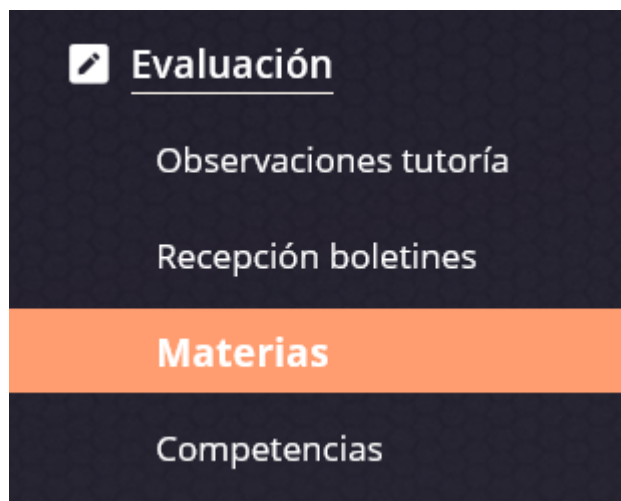 Evaluación
Observaciones tutoría
Recepción boletines
Materias
Competencias